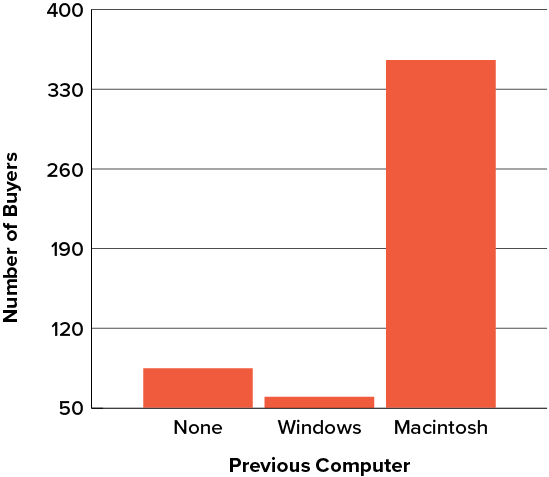 400
330
260
190
120
50
Number of Buyers
None Windows Macintosh
Previous Computer